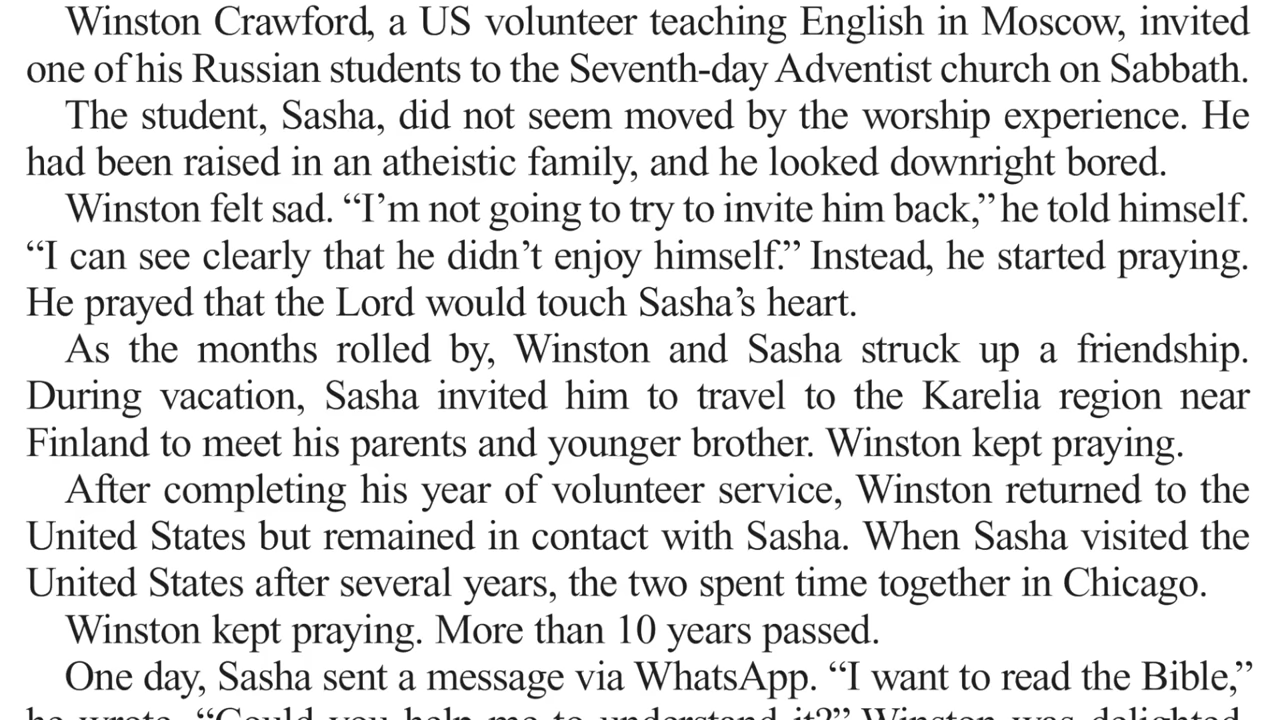 Winston Crawford, a US volunteer teaching English in Moscow, invited
one of his Russian students to the Seventh-day Adventist church on Sabbath.
The student, Sasha, did not seem moved by the worship experience. He
had been raised in an atheistic family, and he looked downright bored.
Winston felt sad. “I’m not going to try to invite him back,” he told himself.
“I can see clearly that he didn’t enjoy himself.” Instead, he started praying.
He prayed that the Lord would touch Sasha’s heart.
As the months rolled by, Winston and Sasha struck up a friendship.
During vacation, Sasha invited him to travel to the Karelia region near
Finland to meet his parents and younger brother. Winston kept praying.
After completing his year of volunteer service, Winston returned to the
United States but remained in contact with Sasha. When Sasha visited the
United States after several years, the two spent time together in Chicago.
Winston kept praying. More than 10 years passed.
One day, Sasha sent a message via WhatsApp. “I want to read the Bible,”
he wrote. “Could you help me to understand it?” Winston was delighted.